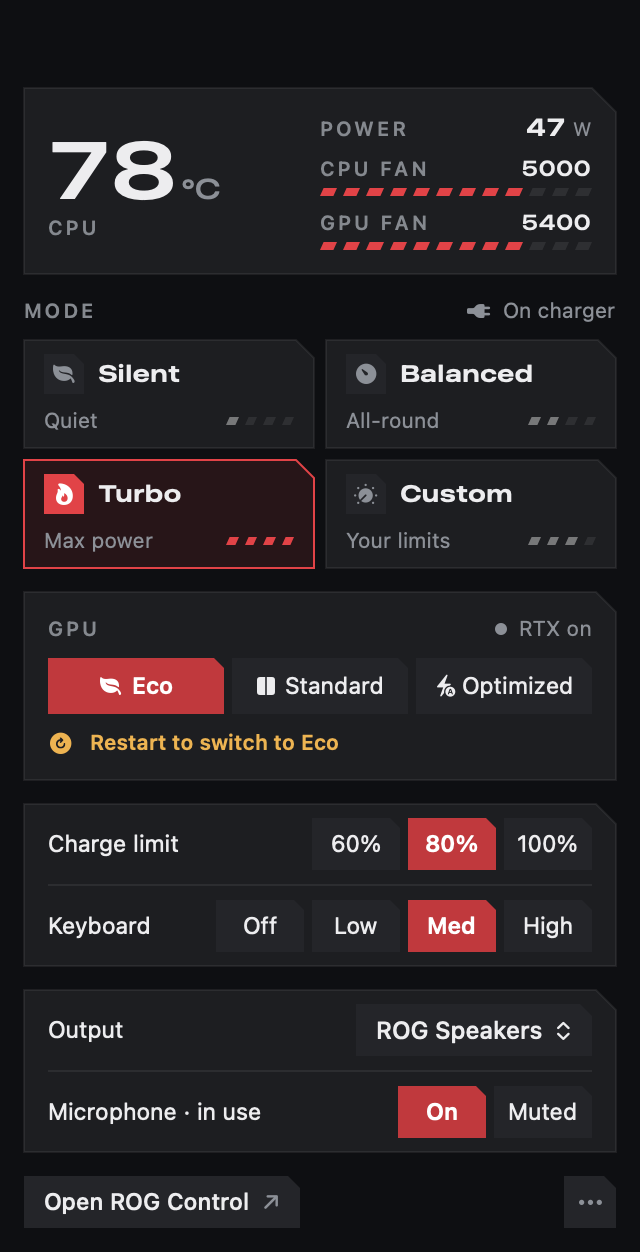 78 °C
CPU
POWER 47 W
CPU FAN 5000
GPU FAN 5400
MODE On charger
Silent
Quiet
Balanced
All-round
Turbo
Max power
Custom
Your limits
GPU RTX on
Eco Standard Optimized
Restart to switch to Eco
Charge limit 60% 80% 100%
Keyboard Off Low Med High
Output ROG Speakers
Microphone · in use On Muted
Open ROG Control